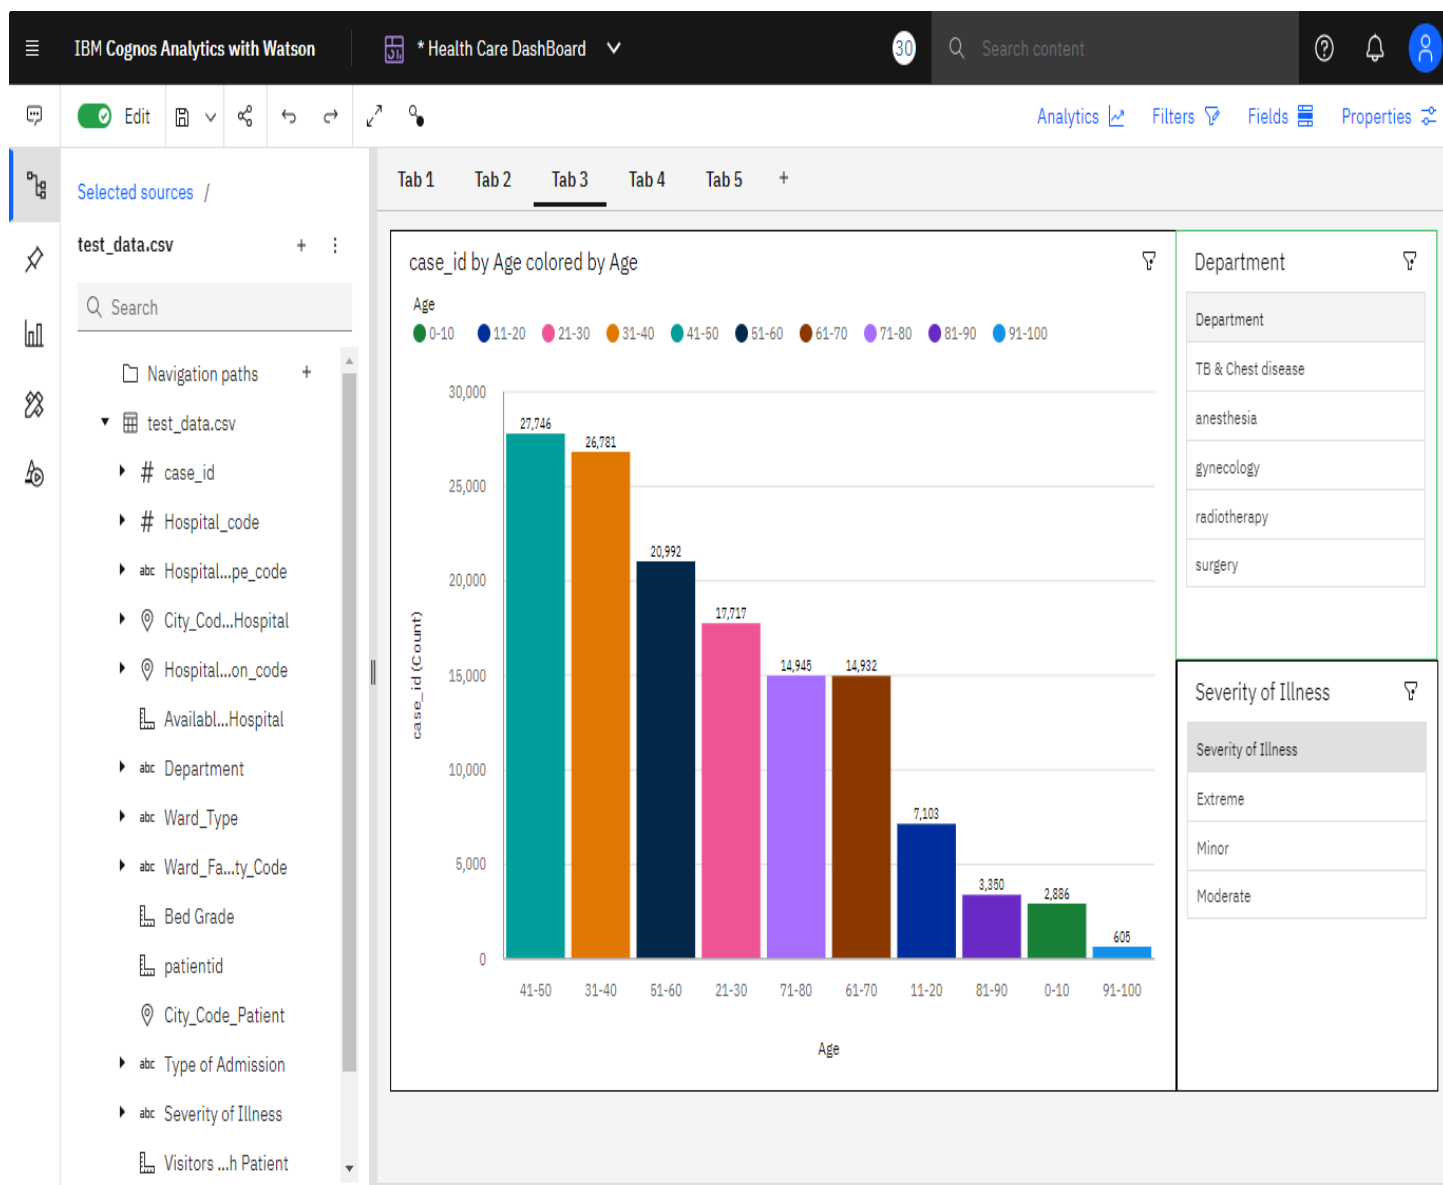 IBM Cognos Analytics with Watson
* Health Care DashBoard
30
Search content
Edit
Analytics
Filters
Fields
Properties
Selected sources /
test_data.csv
Search
Navigation paths
test_data.csv
# case_id
# Hospital_code
abc Hospital...pe_code
City_Cod...Hospital
Hospital...on_code
Availabl...Hospital
abc Department
abc Ward_Type
abc Ward_Fa...ty_Code
Bed Grade
patientid
City_Code_Patient
abc Type of Admission
abc Severity of Illness
Visitors ...h Patient
Tab 1
Tab 2
Tab 3
Tab 4
Tab 5
+
case_id by Age colored by Age
Age
0-10 11-20 21-30 31-40 41-50 51-60 61-70 71-80 81-90 91-100
case_id (Count)
30,000
25,000
20,000
15,000
10,000
5,000
0
27,746
26,781
20,992
17,717
14,945
14,932
7,103
3,350
2,886
605
41-50 31-40 51-60 21-30 71-80 61-70 11-20 81-90 0-10 91-100
Age
Department
Department
TB & Chest disease
anesthesia
gynecology
radiotherapy
surgery
Severity of Illness
Severity of Illness
Extreme
Minor
Moderate